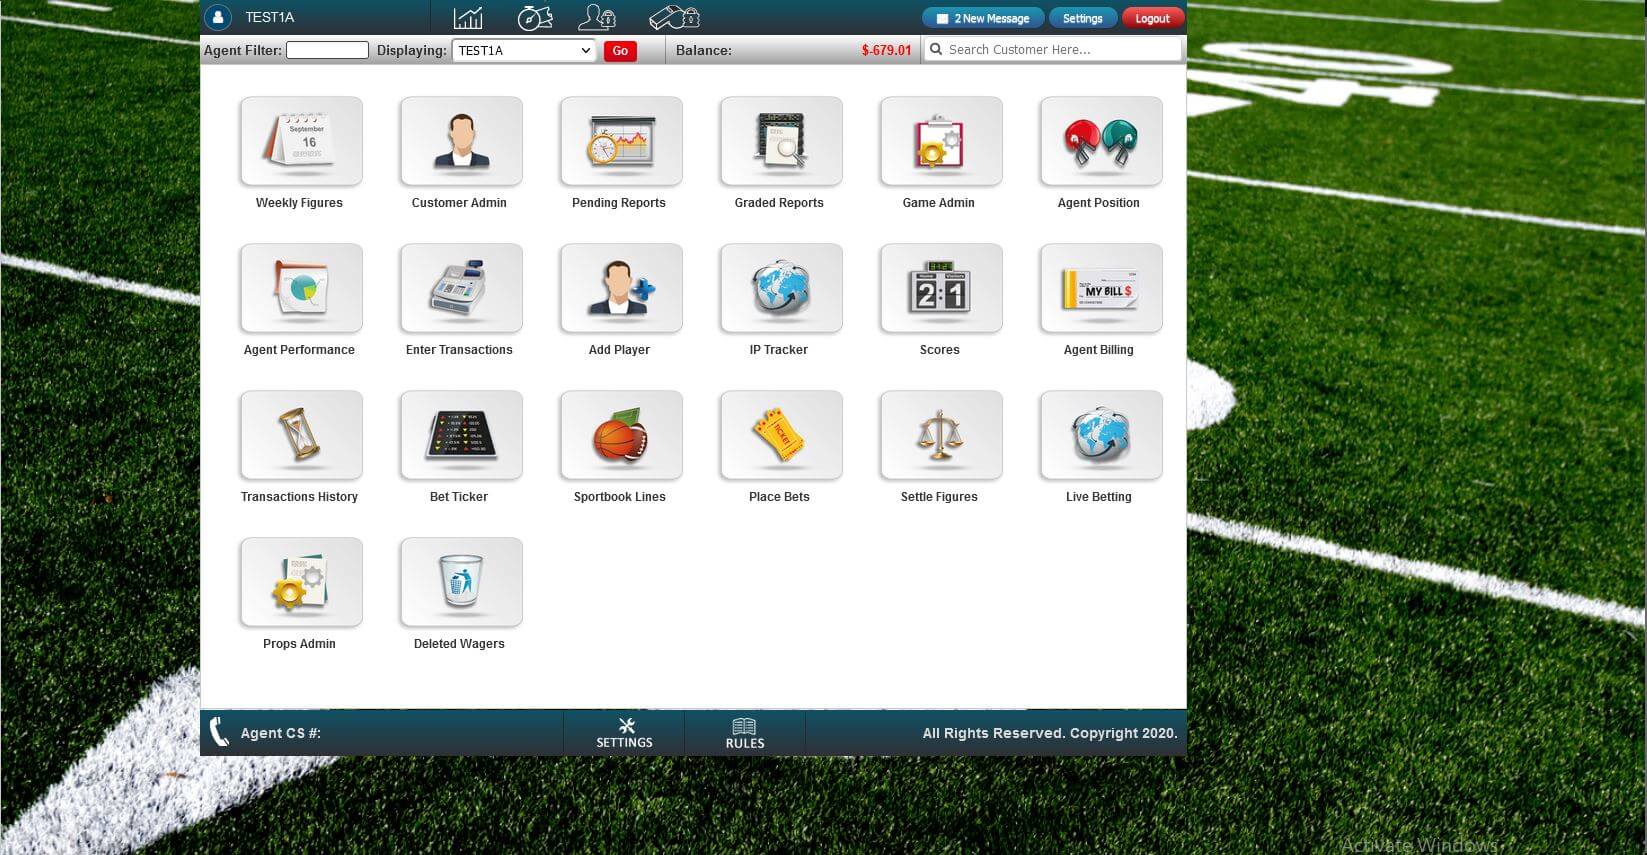 TEST1A
2 New Message
Settings
Logout
Agent Filter:
Displaying:
TEST1A
Go
Balance:
$-679.01
Search Customer Here...
September
16
Weekly Figures
Customer Admin
Pending Reports
Graded Reports
Game Admin
Agent Position
312
2 1
MY BILL $
Agent Performance
Enter Transactions
Add Player
IP Tracker
Scores
Agent Billing
TICKET
Transactions History
Bet Ticker
Sportbook Lines
Place Bets
Settle Figures
Live Betting
Props Admin
Deleted Wagers
Agent CS #:
SETTINGS
RULES
All Rights Reserved. Copyright 2020.
Activate Windows